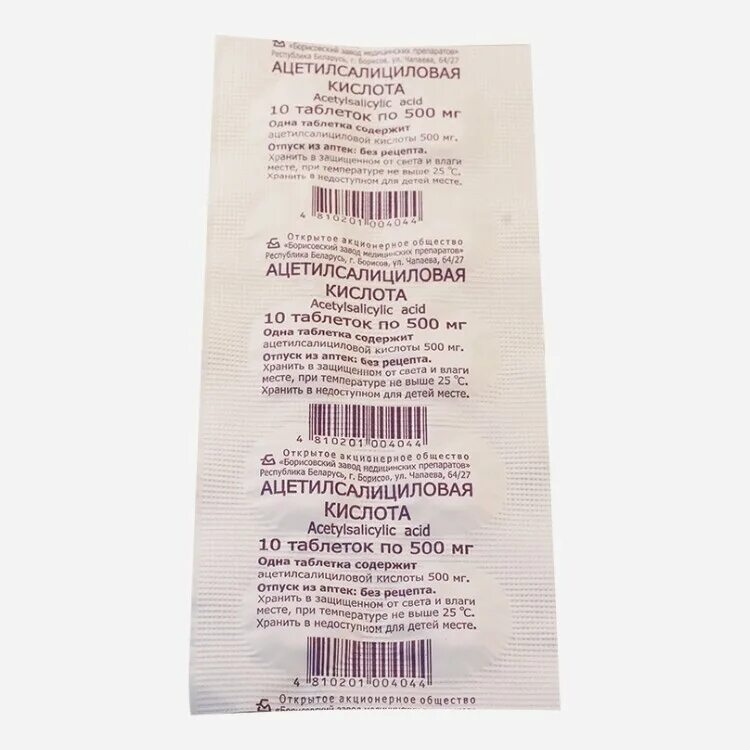 «Борисовский завод медицинских препаратов»
Республика Беларусь, г. Борисов, ул. Чапаева, 64/27
АЦЕТИЛСАЛИЦИЛОВАЯ
КИСЛОТА
Acetylsalicylic acid
10 таблеток по 500 мг
Одна таблетка содержит
ацетилсалициловой кислоты 500 мг.
Отпуск из аптек: без рецепта.
Хранить в защищенном от света и влаги
месте, при температуре не выше 25 °С.
Хранить в недоступном для детей месте.
4 810201 004044
Открытое акционерное общество
«Борисовский завод медицинских препаратов»
Республика Беларусь, г. Борисов, ул. Чапаева, 64/27
АЦЕТИЛСАЛИЦИЛОВАЯ
КИСЛОТА
Acetylsalicylic acid
10 таблеток по 500 мг
Одна таблетка содержит
ацетилсалициловой кислоты 500 мг.
Отпуск из аптек: без рецепта.
Хранить в защищенном от света и влаги
месте, при температуре не выше 25 °С.
Хранить в недоступном для детей месте.
4 810201 004044
Открытое акционерное общество
«Борисовский завод медицинских препаратов»
Республика Беларусь, г. Борисов, ул. Чапаева, 64/27
АЦЕТИЛСАЛИЦИЛОВАЯ
КИСЛОТА
Acetylsalicylic acid
10 таблеток по 500 мг
Одна таблетка содержит
ацетилсалициловой кислоты 500 мг.
Отпуск из аптек: без рецепта.
Хранить в защищенном от света и влаги
месте, при температуре не выше 25 °С.
Хранить в недоступном для детей месте.
4 810201 004044
Открытое акционерное общество
«Борисовский завод